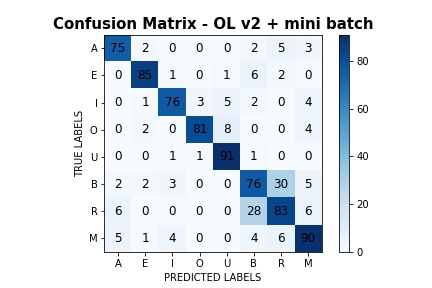 Confusion Matrix - OL v2 + mini batch
A 75 2 0 0 0 2 5 3
E 0 85 1 0 1 6 2 0
I 0 1 76 3 5 2 0 4
O 0 2 0 81 8 0 0 4
U 0 0 1 1 91 1 0 0
B 2 2 3 0 0 76 30 5
R 6 0 0 0 0 28 83 6
M 5 1 4 0 0 4 6 90
A E I O U B R M
TRUE LABELS
PREDICTED LABELS
80
60
40
20
0